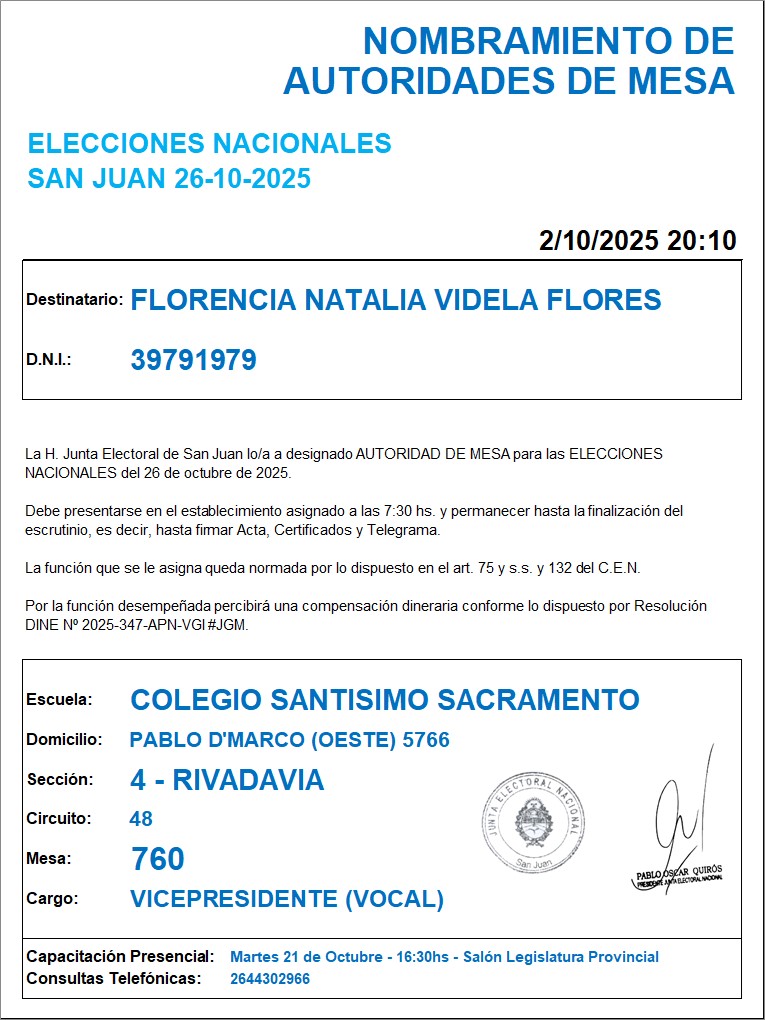 NOMBRAMIENTO DE
AUTORIDADES DE MESA
ELECCIONES NACIONALES
SAN JUAN 26-10-2025
2/10/2025 20:10
Destinatario: FLORENCIA NATALIA VIDELA FLORES
D.N.I.: 39791979
La H. Junta Electoral de San Juan lo/a a designado AUTORIDAD DE MESA para las ELECCIONES
NACIONALES del 26 de octubre de 2025.
Debe presentarse en el establecimiento asignado a las 7:30 hs. y permanecer hasta la finalización del
escrutinio, es decir, hasta firmar Acta, Certificados y Telegrama.
La función que se le asigna queda normada por lo dispuesto en el art. 75 y s.s. y 132 del C.E.N.
Por la función desempeñada percibirá una compensación dineraria conforme lo dispuesto por Resolución
DINE Nº 2025-347-APN-VGI#JGM.
Escuela: COLEGIO SANTISIMO SACRAMENTO
Domicilio: PABLO D'MARCO (OESTE) 5766
Sección: 4 - RIVADAVIA
Circuito: 48
Mesa: 760
Cargo: VICEPRESIDENTE (VOCAL)
JUNTA ELECTORAL NACIONAL
San Juan
PABLO OSCAR QUIRÓS
PRESIDENTE JUNTA ELECTORAL NACIONAL
Capacitación Presencial: Martes 21 de Octubre - 16:30hs - Salón Legislatura Provincial
Consultas Telefónicas: 2644302966